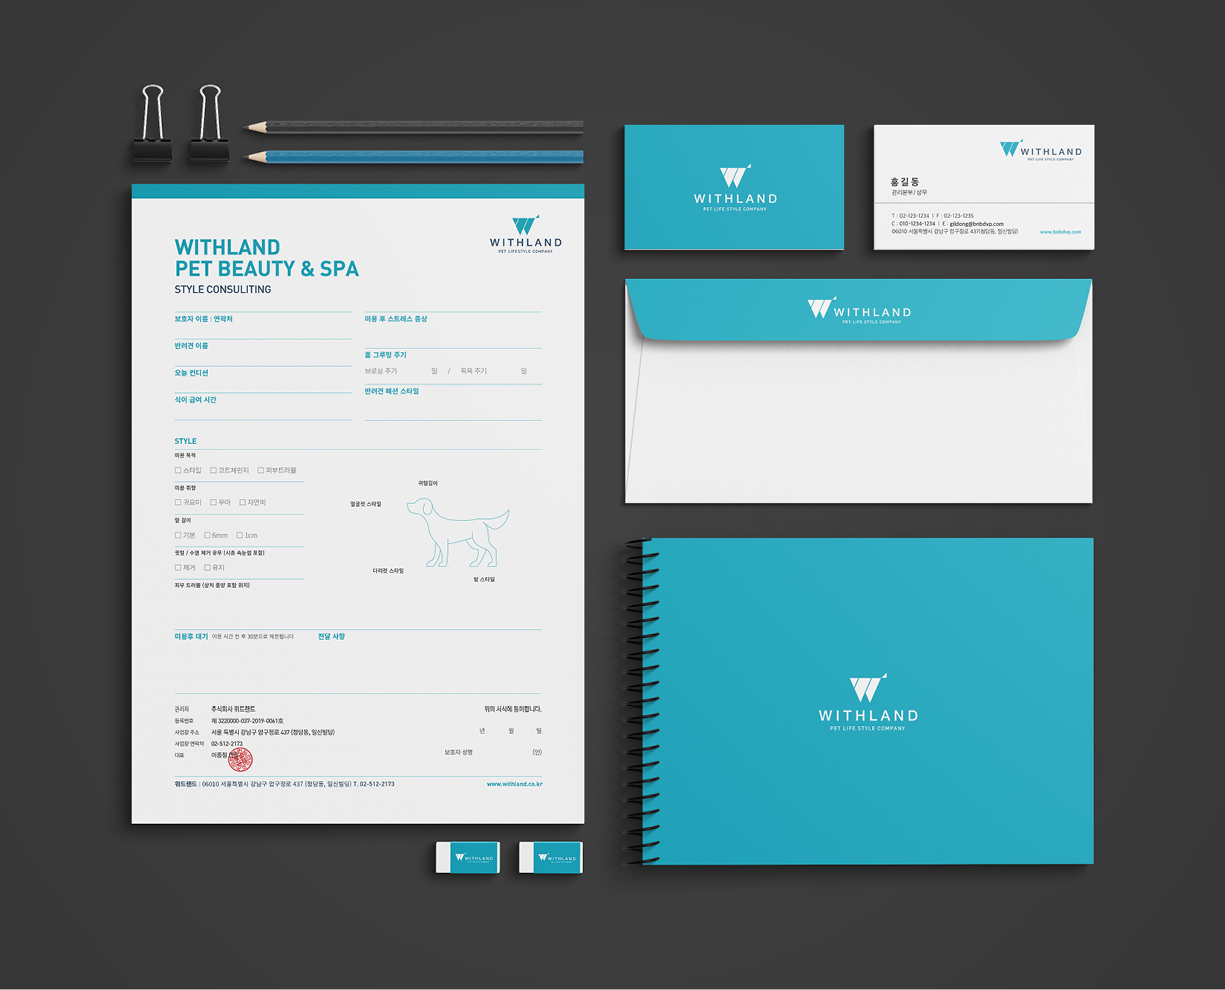 WITHLAND
PET LIFESTYLE COMPANY
WITHLAND
PET BEAUTY & SPA
STYLE CONSULITING
보호자 이름 : 연락처
반려견 이름
오늘 컨디션
식이 급여 시간
미용 후 스트레스 증상
홈 그루밍 주기
브로싱 주기 월 / 목욕 주기 일
반려견 패션 스타일
STYLE
미용 목적
스타일 코트체인지 피부트러블
미용 취향
귀요미 우아 자연미
털 길이
기본 6mm 1cm
컷팅 / 수염 제거 유무 (시츄 속눈썹 포함)
제거 유지
피부 트러블 (상처 종양 포함 위치)
귀털길이
얼굴컷 스타일
다리컷 스타일
발 스타일
미용후 대기 이용 시간 전 후 30분으로 제한됩니다
전달 사항
관리자 주식회사 위드랜드
등록번호 제 3220000-037-2019-0061호
사업장 주소 서울 특별시 강남구 압구정로 437 (청담동, 일신빌딩)
사업장 연락처 02-512-2173
대표
위의 서식에 동의합니다.
년 월 일
보호자 성명 (인)
위드랜드 : 06010 서울특별시 강남구 압구정로 437 (청담동, 일신빌딩) T. 02-512-2173
www.withland.co.kr
WITHLAND
WITHLAND
WITHLAND
PET LIFE STYLE COMPANY
WITHLAND
PET LIFE STYLE COMPANY
홍길동
관리본부 / 상무
T : 02-123-1234 | F : 02-123-1235
C : 010-1234-1234 | E : gildong@bnbdvp.com
06010 서울특별시 강남구 압구정로 437(청담동, 일신빌딩)
www.bnbdvp.com
WITHLAND
PET LIFE STYLE COMPANY
WITHLAND
PET LIFE STYLE COMPANY